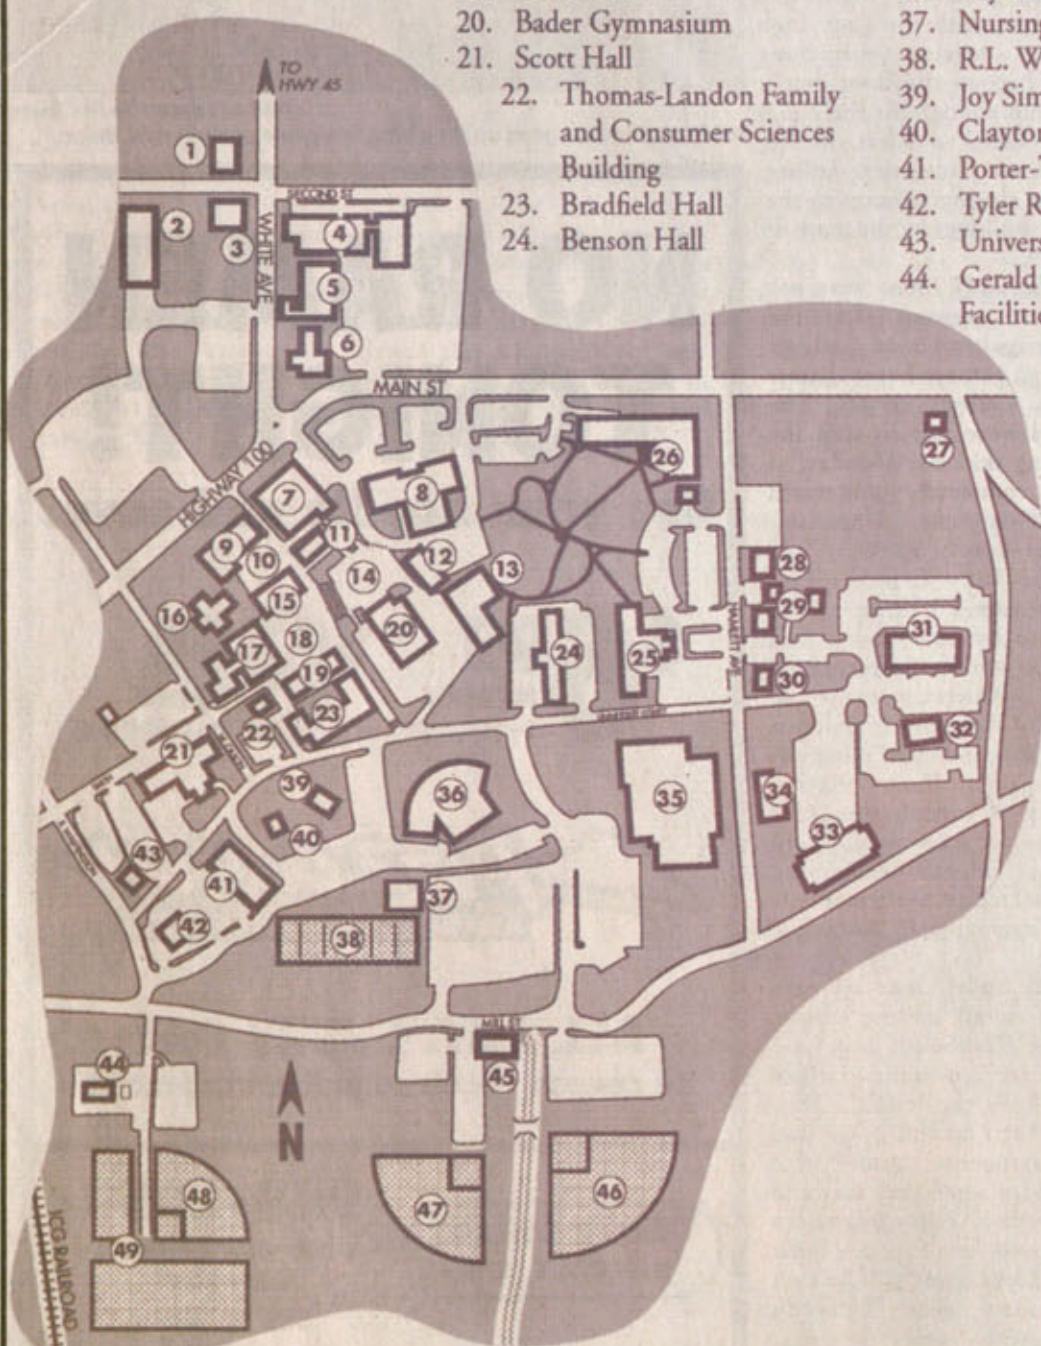 20. Bader Gymnasium
21. Scott Hall
22. Thomas-Landon Family
and Consumer Sciences
Building
23. Bradfield Hall
24. Benson Hall
37. Nursing
38. R.L. W
39. Joy Sim
40. Clayton
41. Porter-
42. Tyler R
43. Univers
44. Gerald
Faciliti
TO
HWY 45
1
SECOND ST
2
3
WHITE AVE
4
5
6
MAIN ST
HIGHWAY 100
7
8
26
27
9
10
11
12
13
14
15
16
17
18
19
20
21
22
23
24
25
28
29
30
31
32
HAMLETT AVE
33
34
35
36
37
38
39
40
41
42
43
MILL ST
44
45
N
46
47
48
49
ICG RAILROAD